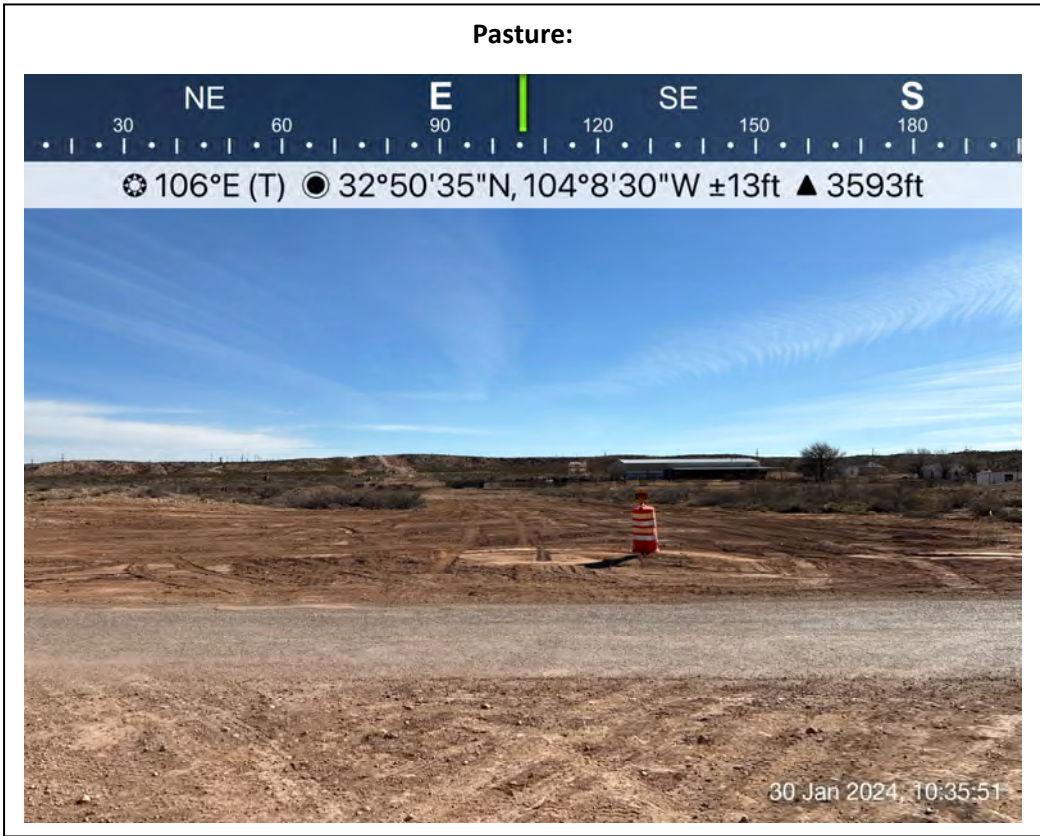 Pasture:
NE E SE S
30 60 90 120 150 180
106°E (T) 32°50'35"N, 104°8'30"W ±13ft ▲ 3593ft
30 Jan 2024, 10:35:51